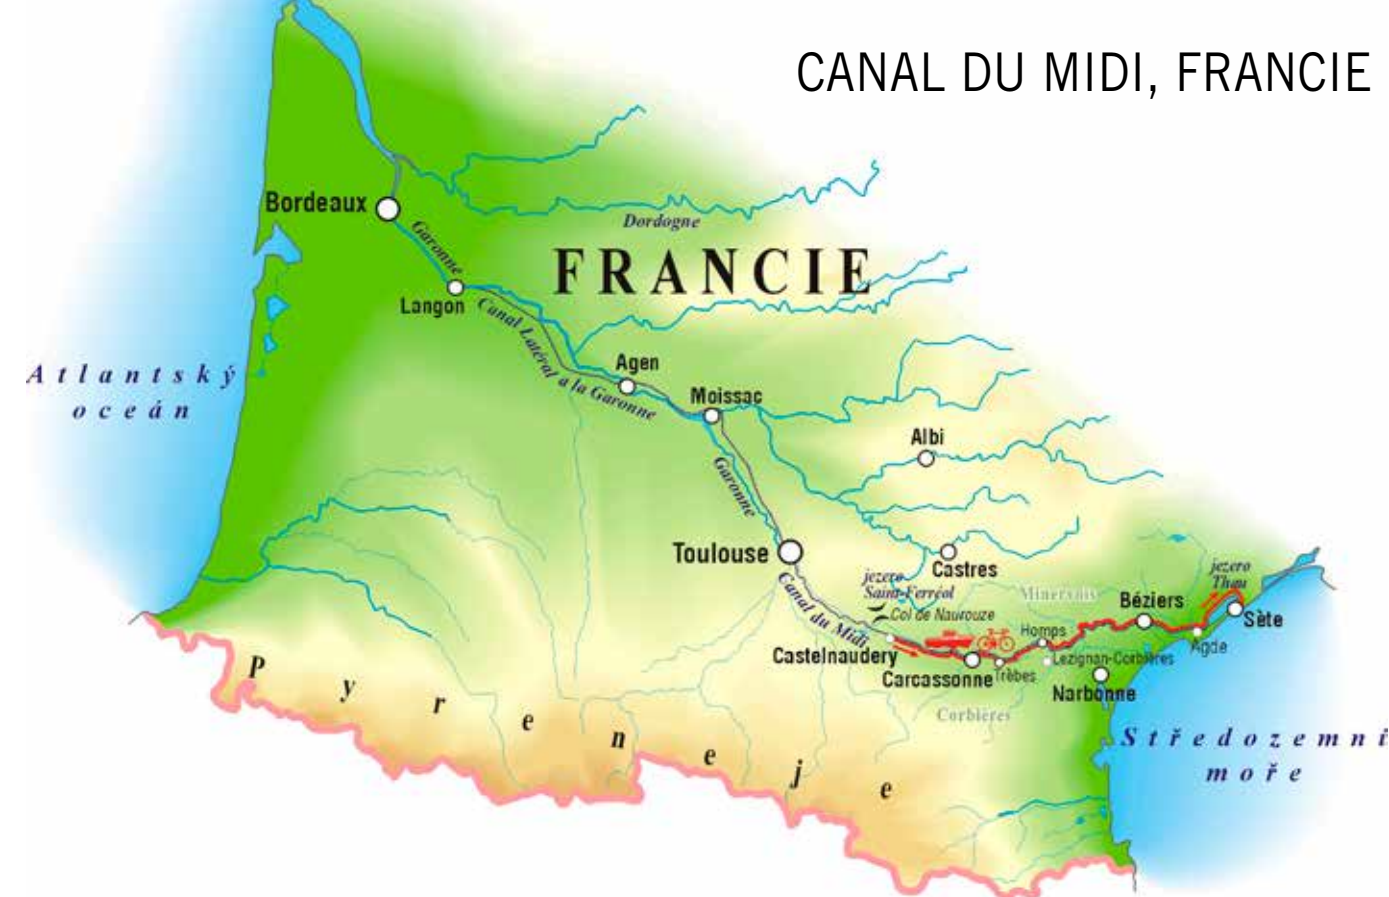 CANAL DU MIDI, FRANCIE
Bordeaux
Garonne
Dordogne
FRANCIE
Langon
Canal Latéral a la Garonne
Atlantský
oceán
Agen
Moissac
Albi
Garonne
Toulouse
Castres
jezero
Saint-Ferréol
Col de Naurouze
Canal du Midi
Minervois
jezero
Thau
Béziers
Sète
Homps
Agde
Castelnaudery
Carcassonne
Trèbes
Lezignan-Corbières
Narbonne
Corbières
Pyreneje
Středozemní
moře